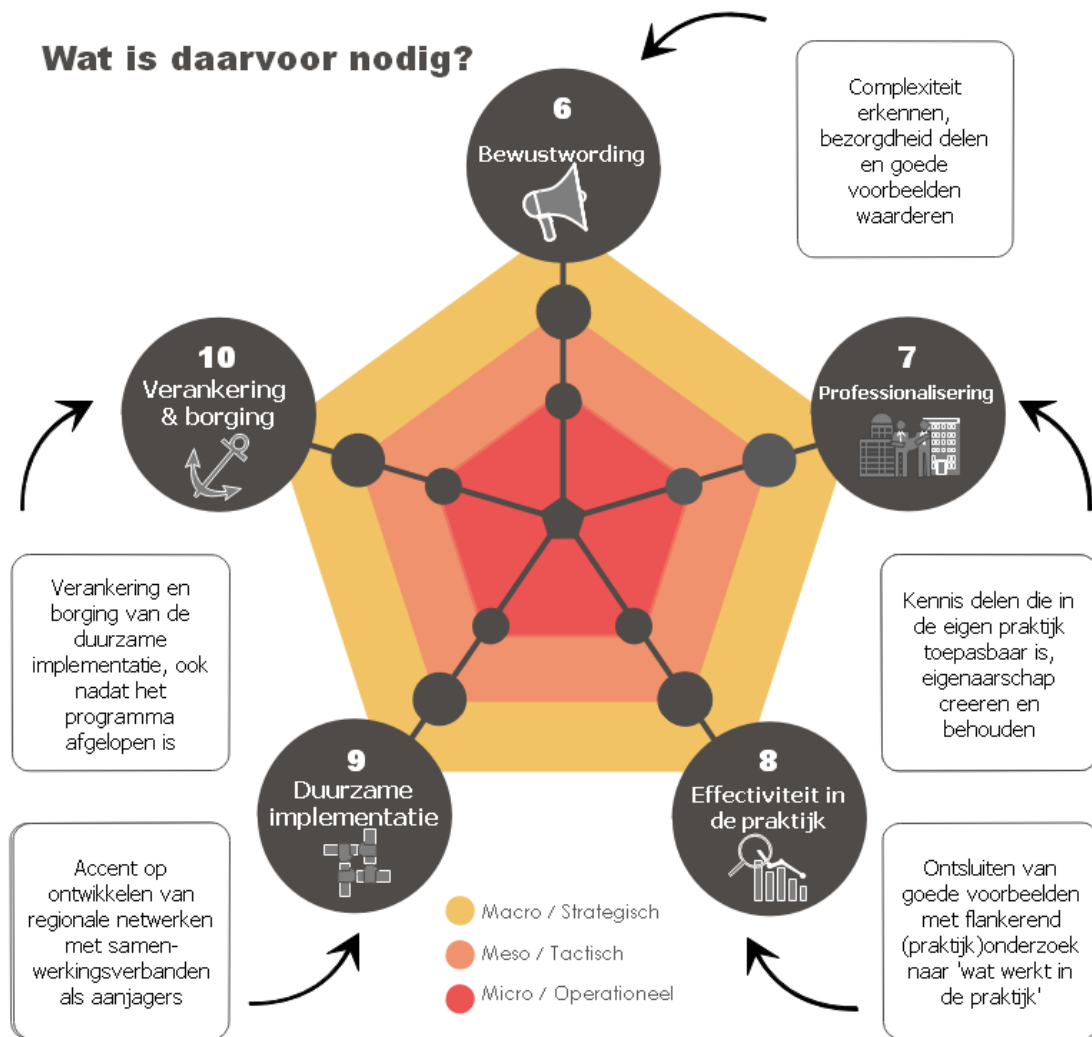 Wat is daarvoor nodig?
6
Bewustwording
Complexiteit
erkennen,
bezorgdheid delen
en goede
voorbeelden
waarderen
7
Professionalisering
Kennis delen die in
de eigen praktijk
toepasbaar is,
eigenaarschap
creeren en
behouden
8
Effectiviteit in
de praktijk
Ontsluiten van
goede voorbeelden
met flankerend
(praktijk)onderzoek
naar 'wat werkt in
de praktijk'
9
Duurzame
implementatie
Accent op
ontwikkelen van
regionale netwerken
met samen-
werkingsverbanden
als aanjagers
10
Verankering
& borging
Verankering en
borging van de
duurzame
implementatie, ook
nadat het
programma
afgelopen is
Macro / Strategisch
Meso / Tactisch
Micro / Operationeel